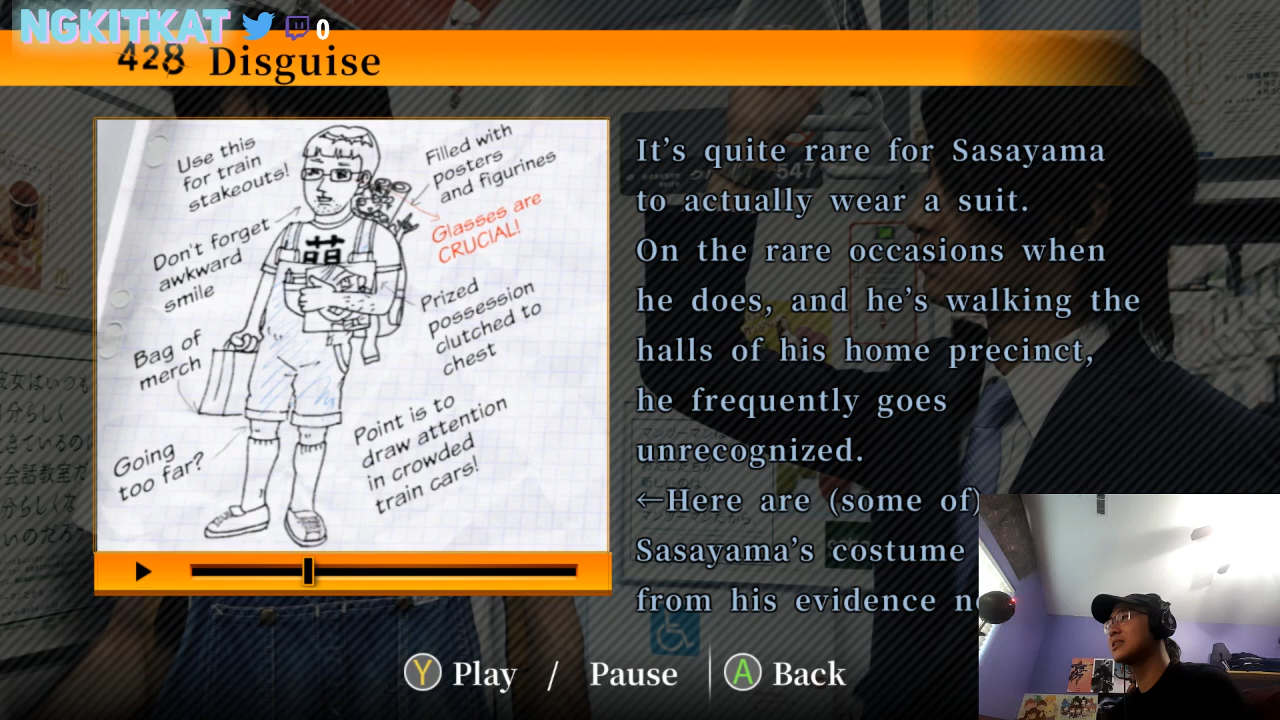 NGKITKAT
0
428 Disguise
Use this
for train
stakeouts!
Filled with
posters
and figurines
Glasses are
CRUCIAL!
Don't forget
awkward
smile
萌
Prized
possession
clutched to
chest
Bag of
merch
Point is to
draw attention
in crowded
train cars!
Going
too far?
It's quite rare for Sasayama
to actually wear a suit.
On the rare occasions when
he does, and he's walking the
halls of his home precinct,
he frequently goes
unrecognized.
←Here are (some of)
Sasayama's costume
from his evidence
Y Play / Pause
A Back
547